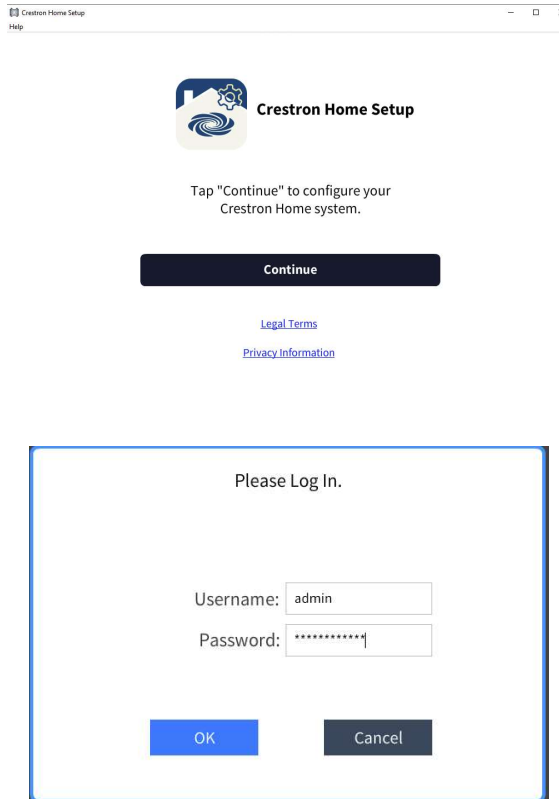 Crestron Home Setup
Help
Crestron Home Setup
Tap "Continue" to configure your
Crestron Home system.
Continue
Legal Terms
Privacy Information
Please Log In.
Username: admin
Password: ************
OK Cancel